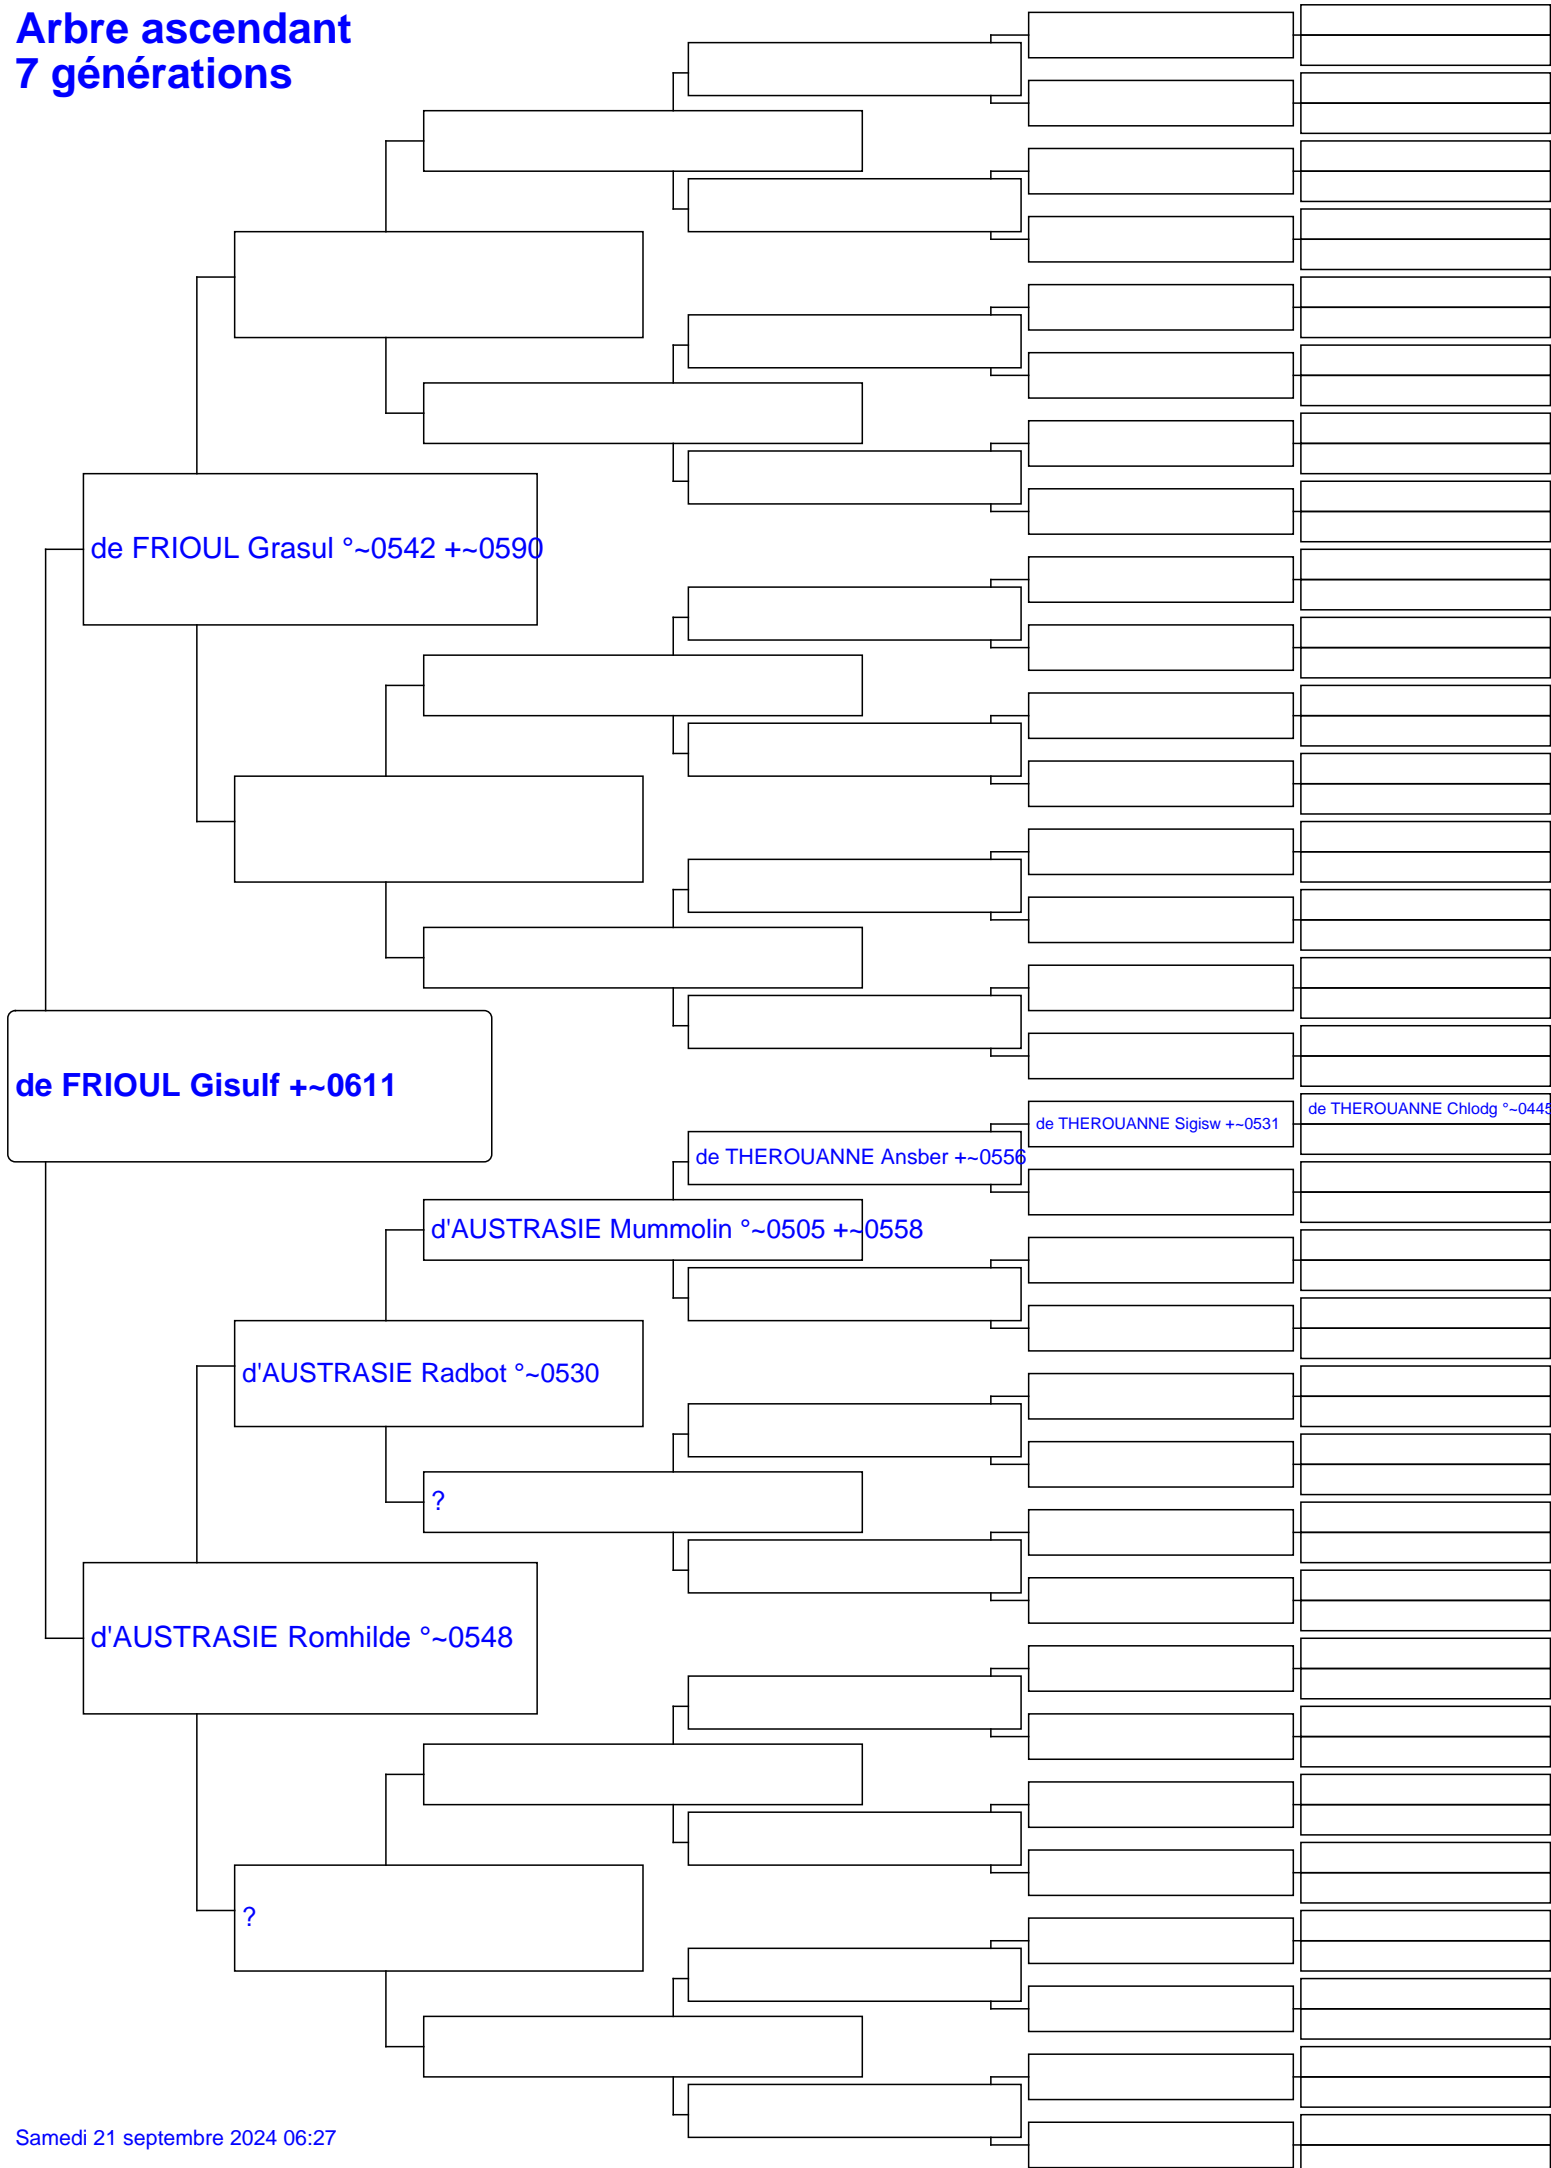 Arbre ascendant
7 générations
de FRIOUL Grasul °~0542 +~0590
de FRIOUL Gisulf +~0611
de THEROUANNE Chlodg °~0445
de THEROUANNE Sigisw +~0531
de THEROUANNE Ansber +~0556
d'AUSTRASIE Mummolin °~0505 +~0558
d'AUSTRASIE Radbot °~0530
?
d'AUSTRASIE Romhilde °~0548
?
Samedi 21 septembre 2024 06:27